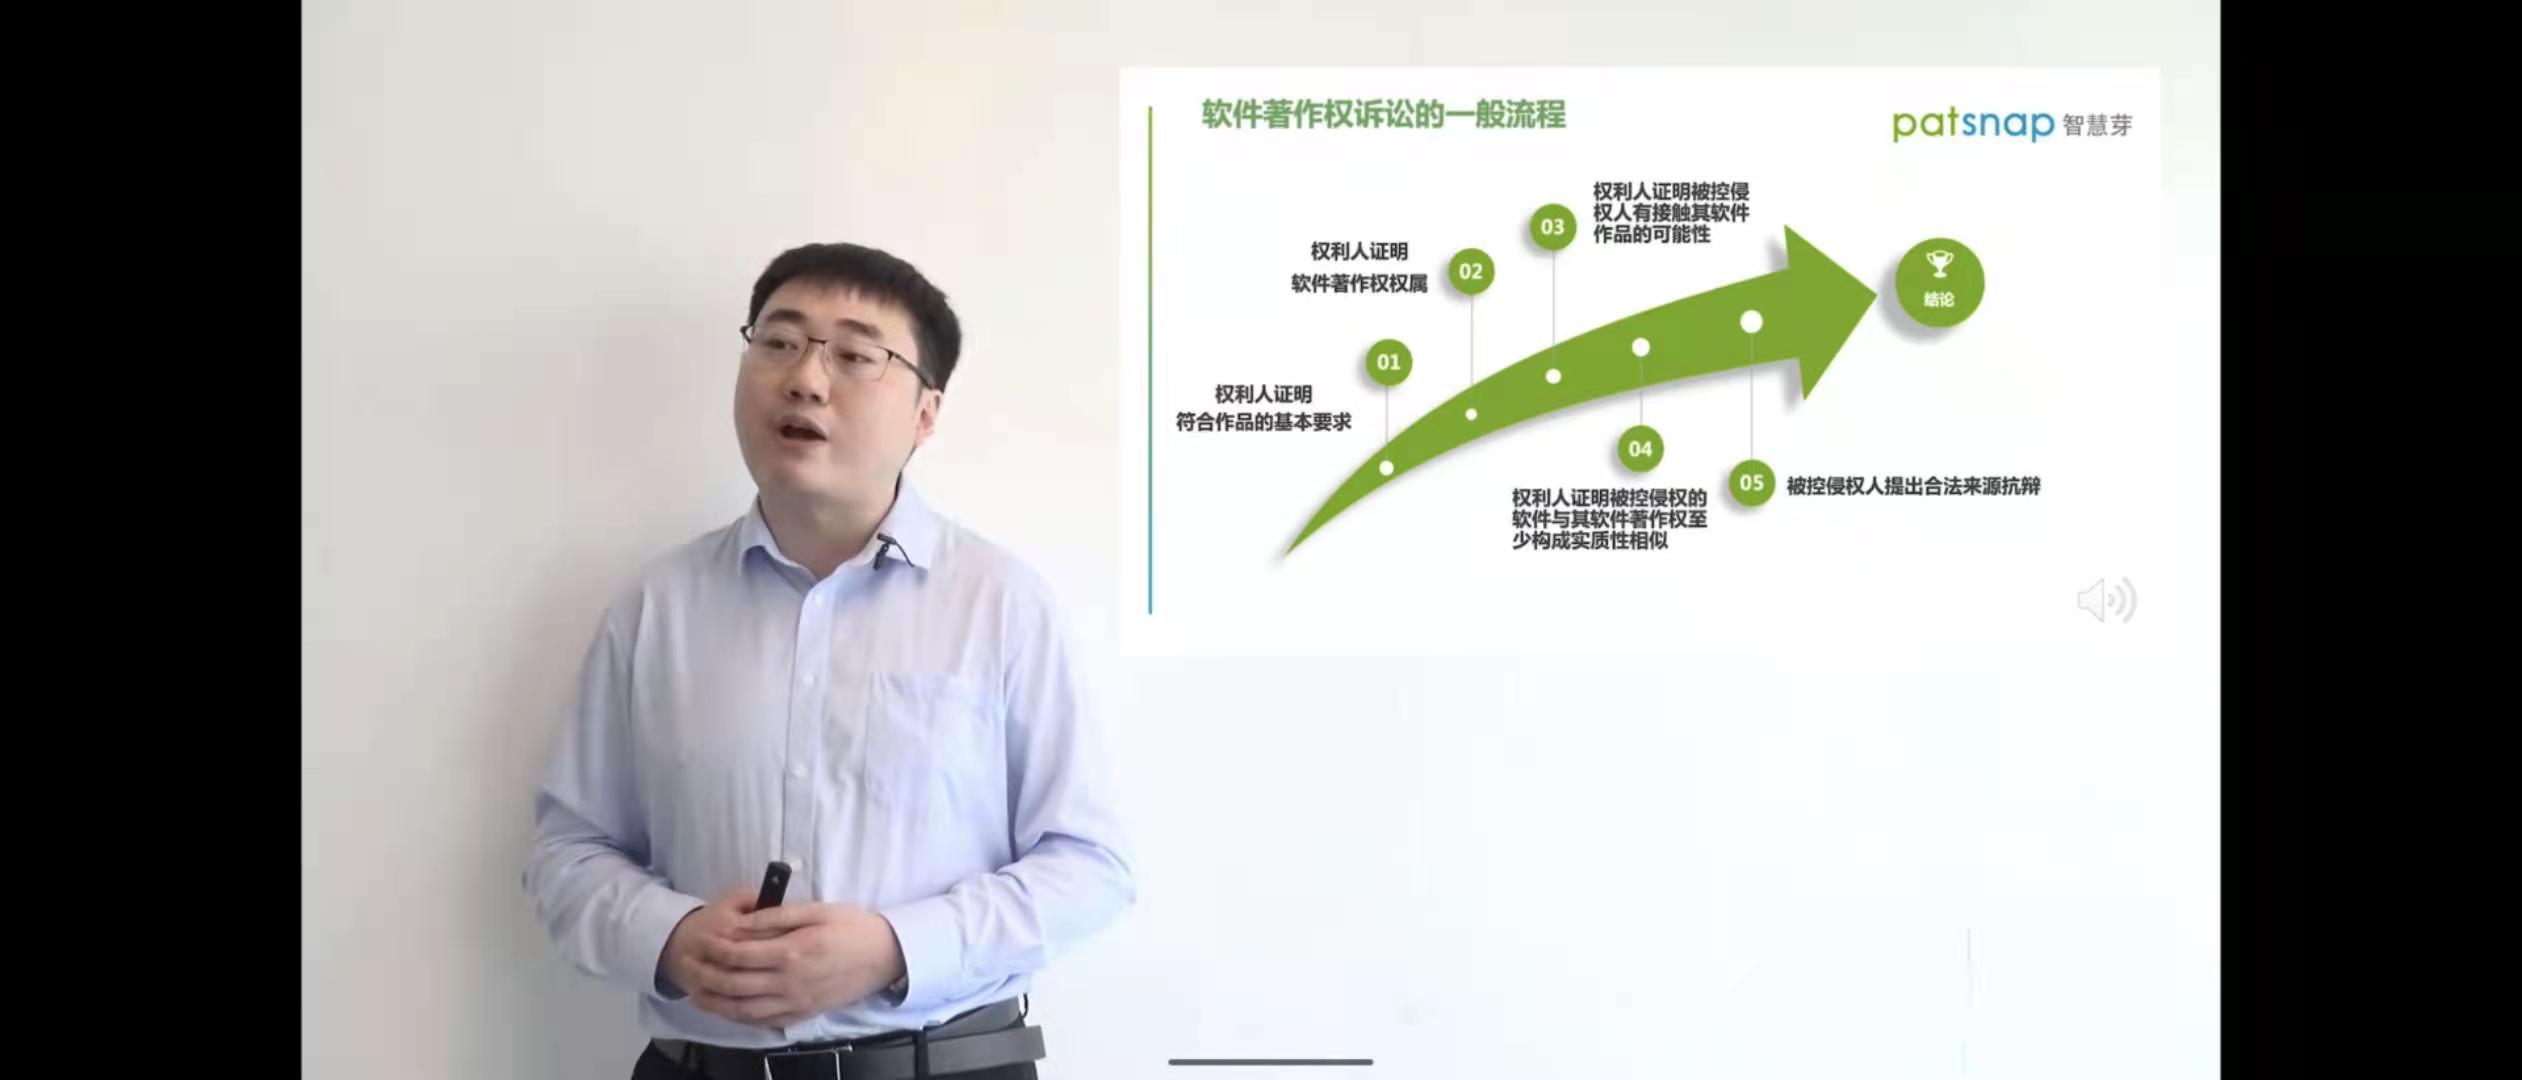 软件著作权诉讼的一般流程
patsnap 智慧芽
01
权利人证明
符合作品的基本要求
02
权利人证明
软件著作权权属
03
权利人证明被控侵
权人有接触其软件
作品的可能性
04
权利人证明被控侵权的
软件与其软件著作权至
少构成实质性相似
05
被控侵权人提出合法来源抗辩
结论